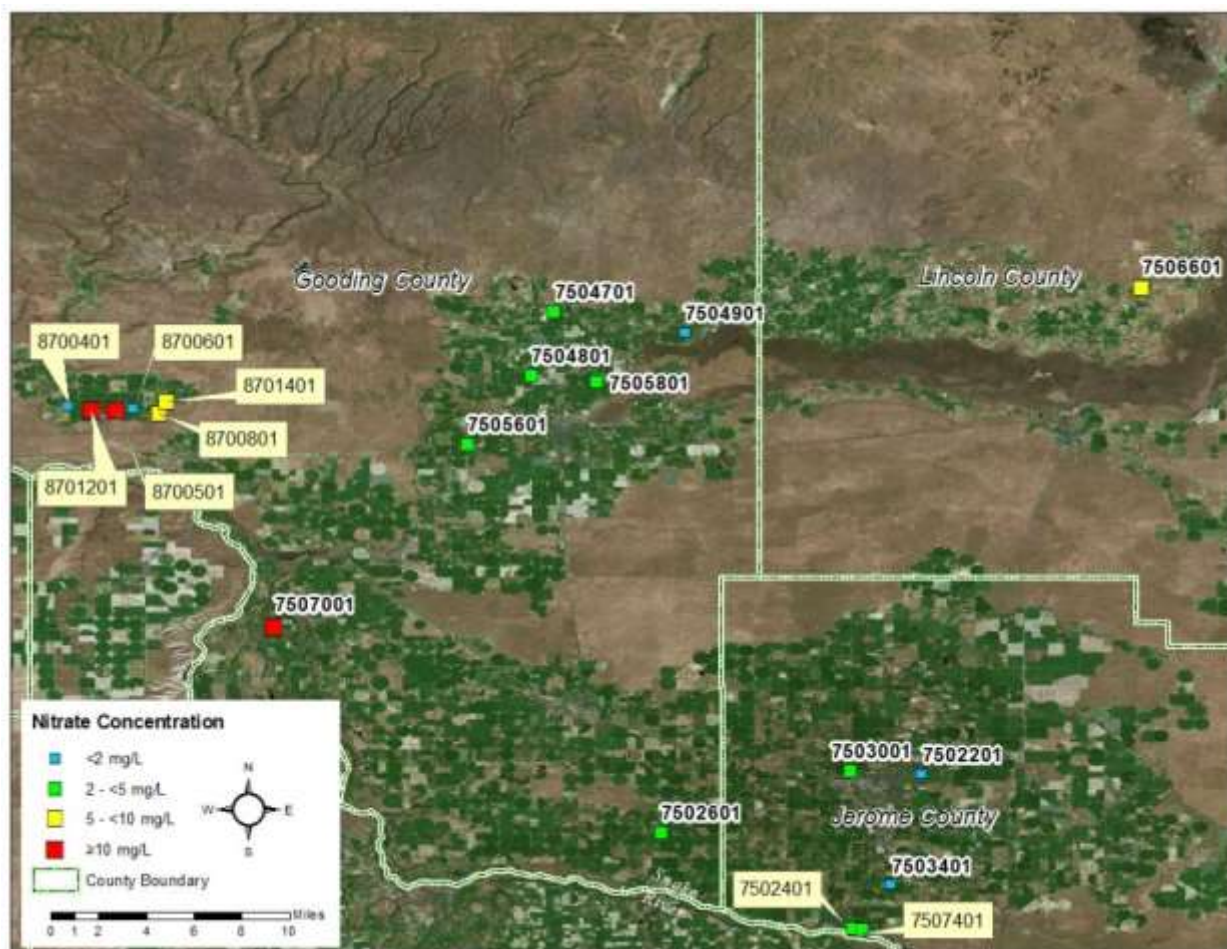 Gooding County
Lincoln County
7506601
7504701
7504901
8700401
8700601
7504801
8701401
7505801
7505601
8700801
8701201
8700501
7507001
Nitrate Concentration
<2 mg/L
2 - <5 mg/L
5 - <10 mg/L
≥10 mg/L
County Boundary
N
W
E
S
0 1 2 4 6 8 10 Miles
7503001
7502201
7502601
Jerome County
7503401
7502401
7507401
Snake
River